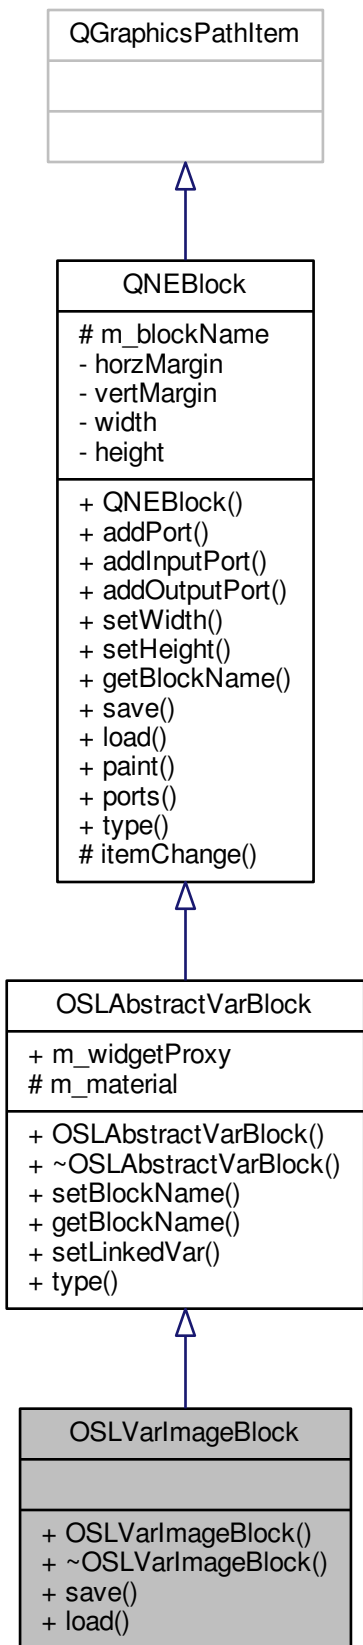 QGraphicsPathItem
QNEBlock
# m_blockName
- horzMargin
- vertMargin
- width
- height
+ QNEBlock()
+ addPort()
+ addInputPort()
+ addOutputPort()
+ setWidth()
+ setHeight()
+ getBlockName()
+ save()
+ load()
+ paint()
+ ports()
+ type()
# itemChange()
OSLAbstractVarBlock
+ m_widgetProxy
# m_material
+ OSLAbstractVarBlock()
+ ~OSLAbstractVarBlock()
+ setBlockName()
+ getBlockName()
+ setLinkedVar()
+ type()
OSLVarImageBlock
+ OSLVarImageBlock()
+ ~OSLVarImageBlock()
+ save()
+ load()